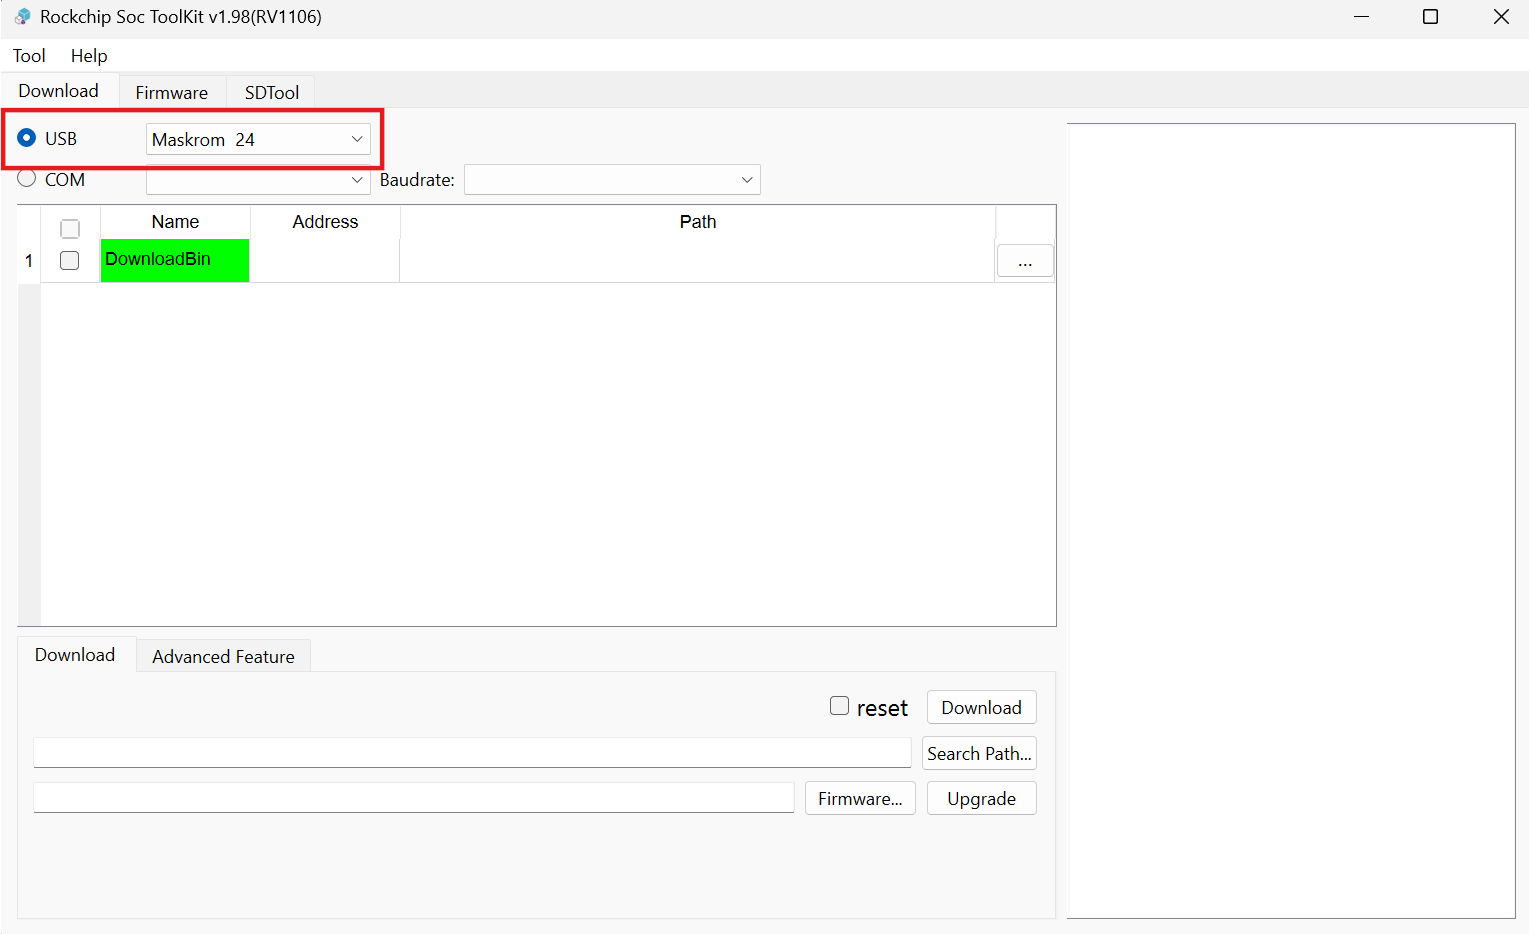 Rockchip Soc ToolKit v1.98(RV1106)
Tool Help
Download Firmware SDTool
USB Maskrom 24
COM Baudrate:
Name Address Path
1 DownloadBin ...
Download Advanced Feature
reset Download
Search Path...
Firmware... Upgrade